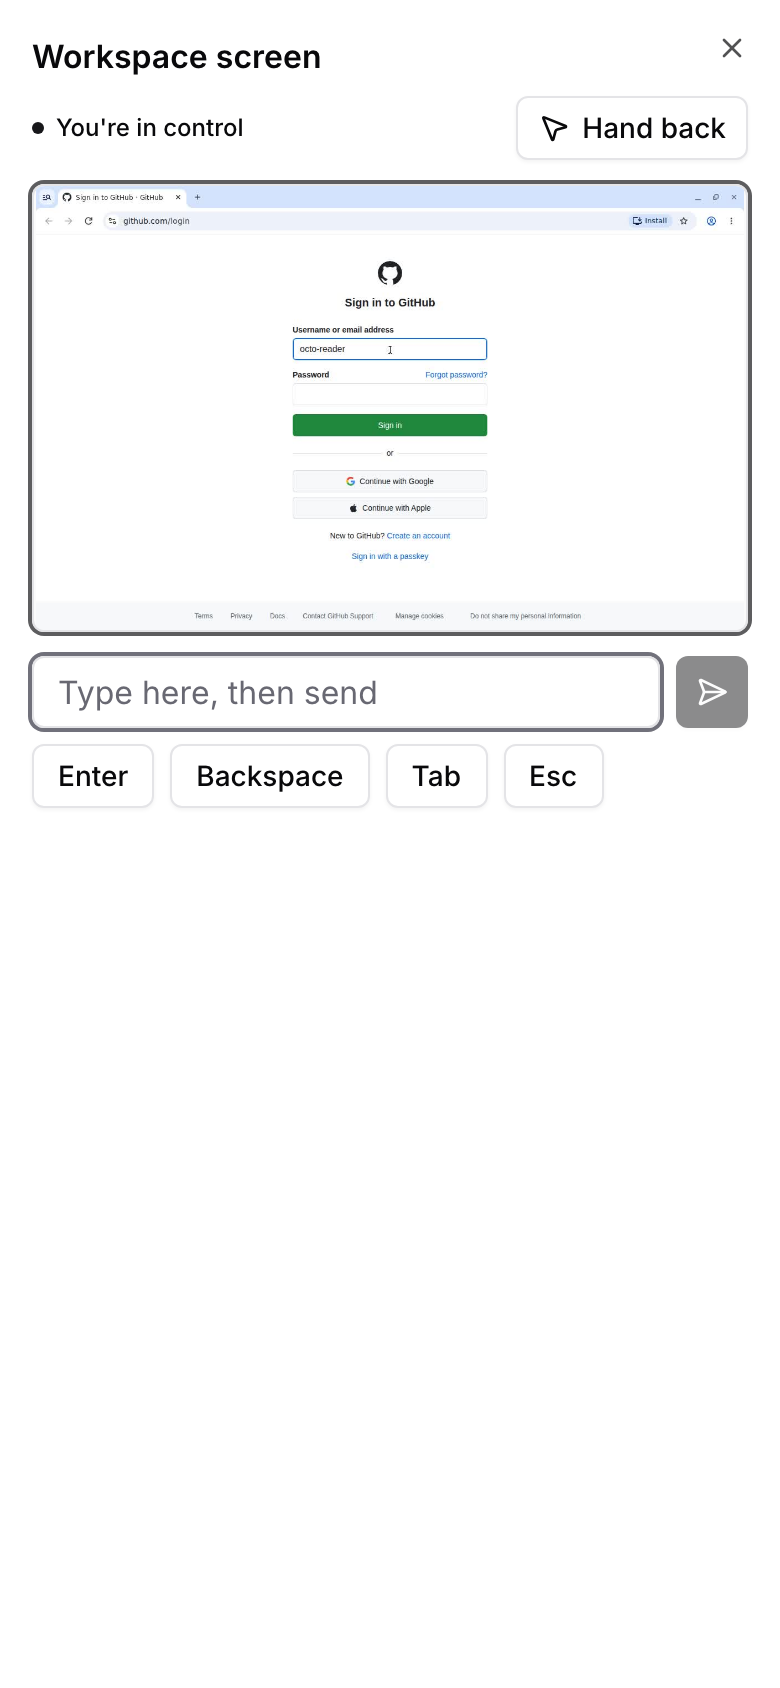 Workspace screen
You're in control
Hand back
Sign in to GitHub · GitHub
github.com/login
Install
Sign in to GitHub
Username or email address
octo-reader
Password
Forgot password?
Sign in
or
Continue with Google
Continue with Apple
New to GitHub? Create an account
Sign in with a passkey
Terms Privacy Docs Contact GitHub Support Manage cookies Do not share my personal information
Type here, then send
Enter Backspace Tab Esc